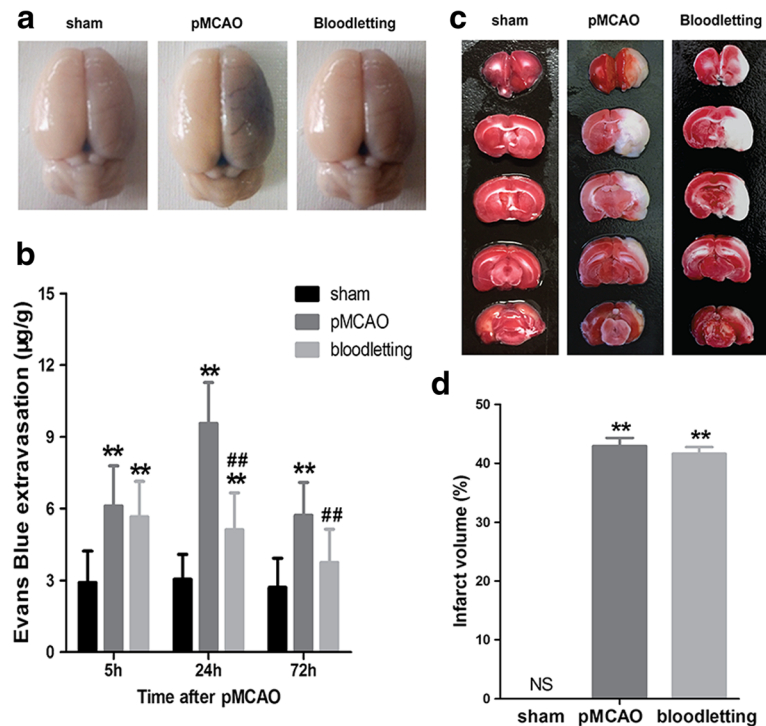 a
sham pMCAO Bloodletting
b
Evans Blue extravasation (μg/g)
15
12
9
6
3
0
sham
pMCAO
bloodletting
** **
** ## **
** ##
5h 24h 72h
Time after pMCAO
c
sham pMCAO Bloodletting
d
Infarct volume (%)
50
40
30
20
10
0
NS ** **
sham pMCAO bloodletting